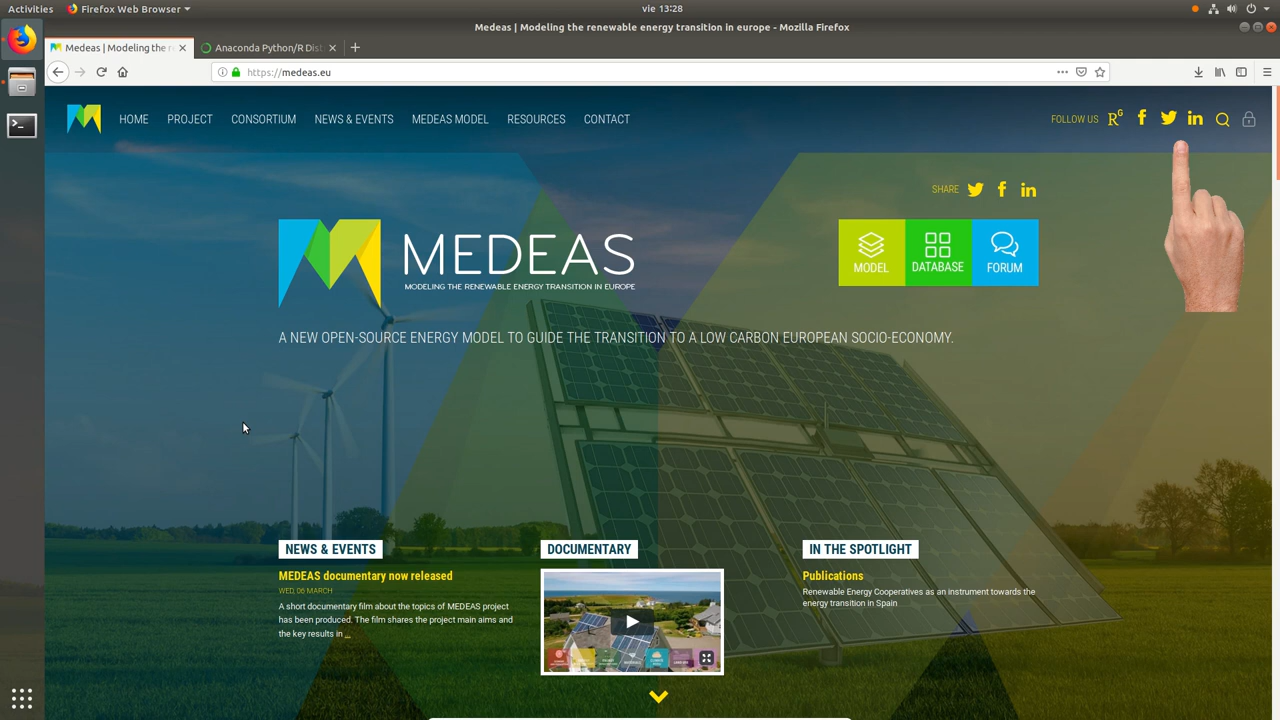 Activities
Firefox Web Browser
vie 13:28
Medeas | Modeling the renewable energy transition in europe - Mozilla Firefox
Medeas | Modeling the r
Anaconda Python/R Dis
https://medeas.eu
HOME PROJECT CONSORTIUM NEWS & EVENTS MEDEAS MODEL RESOURCES CONTACT
FOLLOW US RG f in
SHARE f in
MEDEAS
MODELING THE RENEWABLE ENERGY TRANSITION IN EUROPE
MODEL DATABASE FORUM
A NEW OPEN-SOURCE ENERGY MODEL TO GUIDE THE TRANSITION TO A LOW CARBON EUROPEAN SOCIO-ECONOMY.
NEWS & EVENTS
MEDEAS documentary now released
WED, 06 MARCH
A short documentary film about the topics of MEDEAS project
has been produced. The film shares the project main aims and
the key results in ...
DOCUMENTARY
IN THE SPOTLIGHT
Publications
Renewable Energy Cooperatives as an instrument towards the
energy transition in Spain